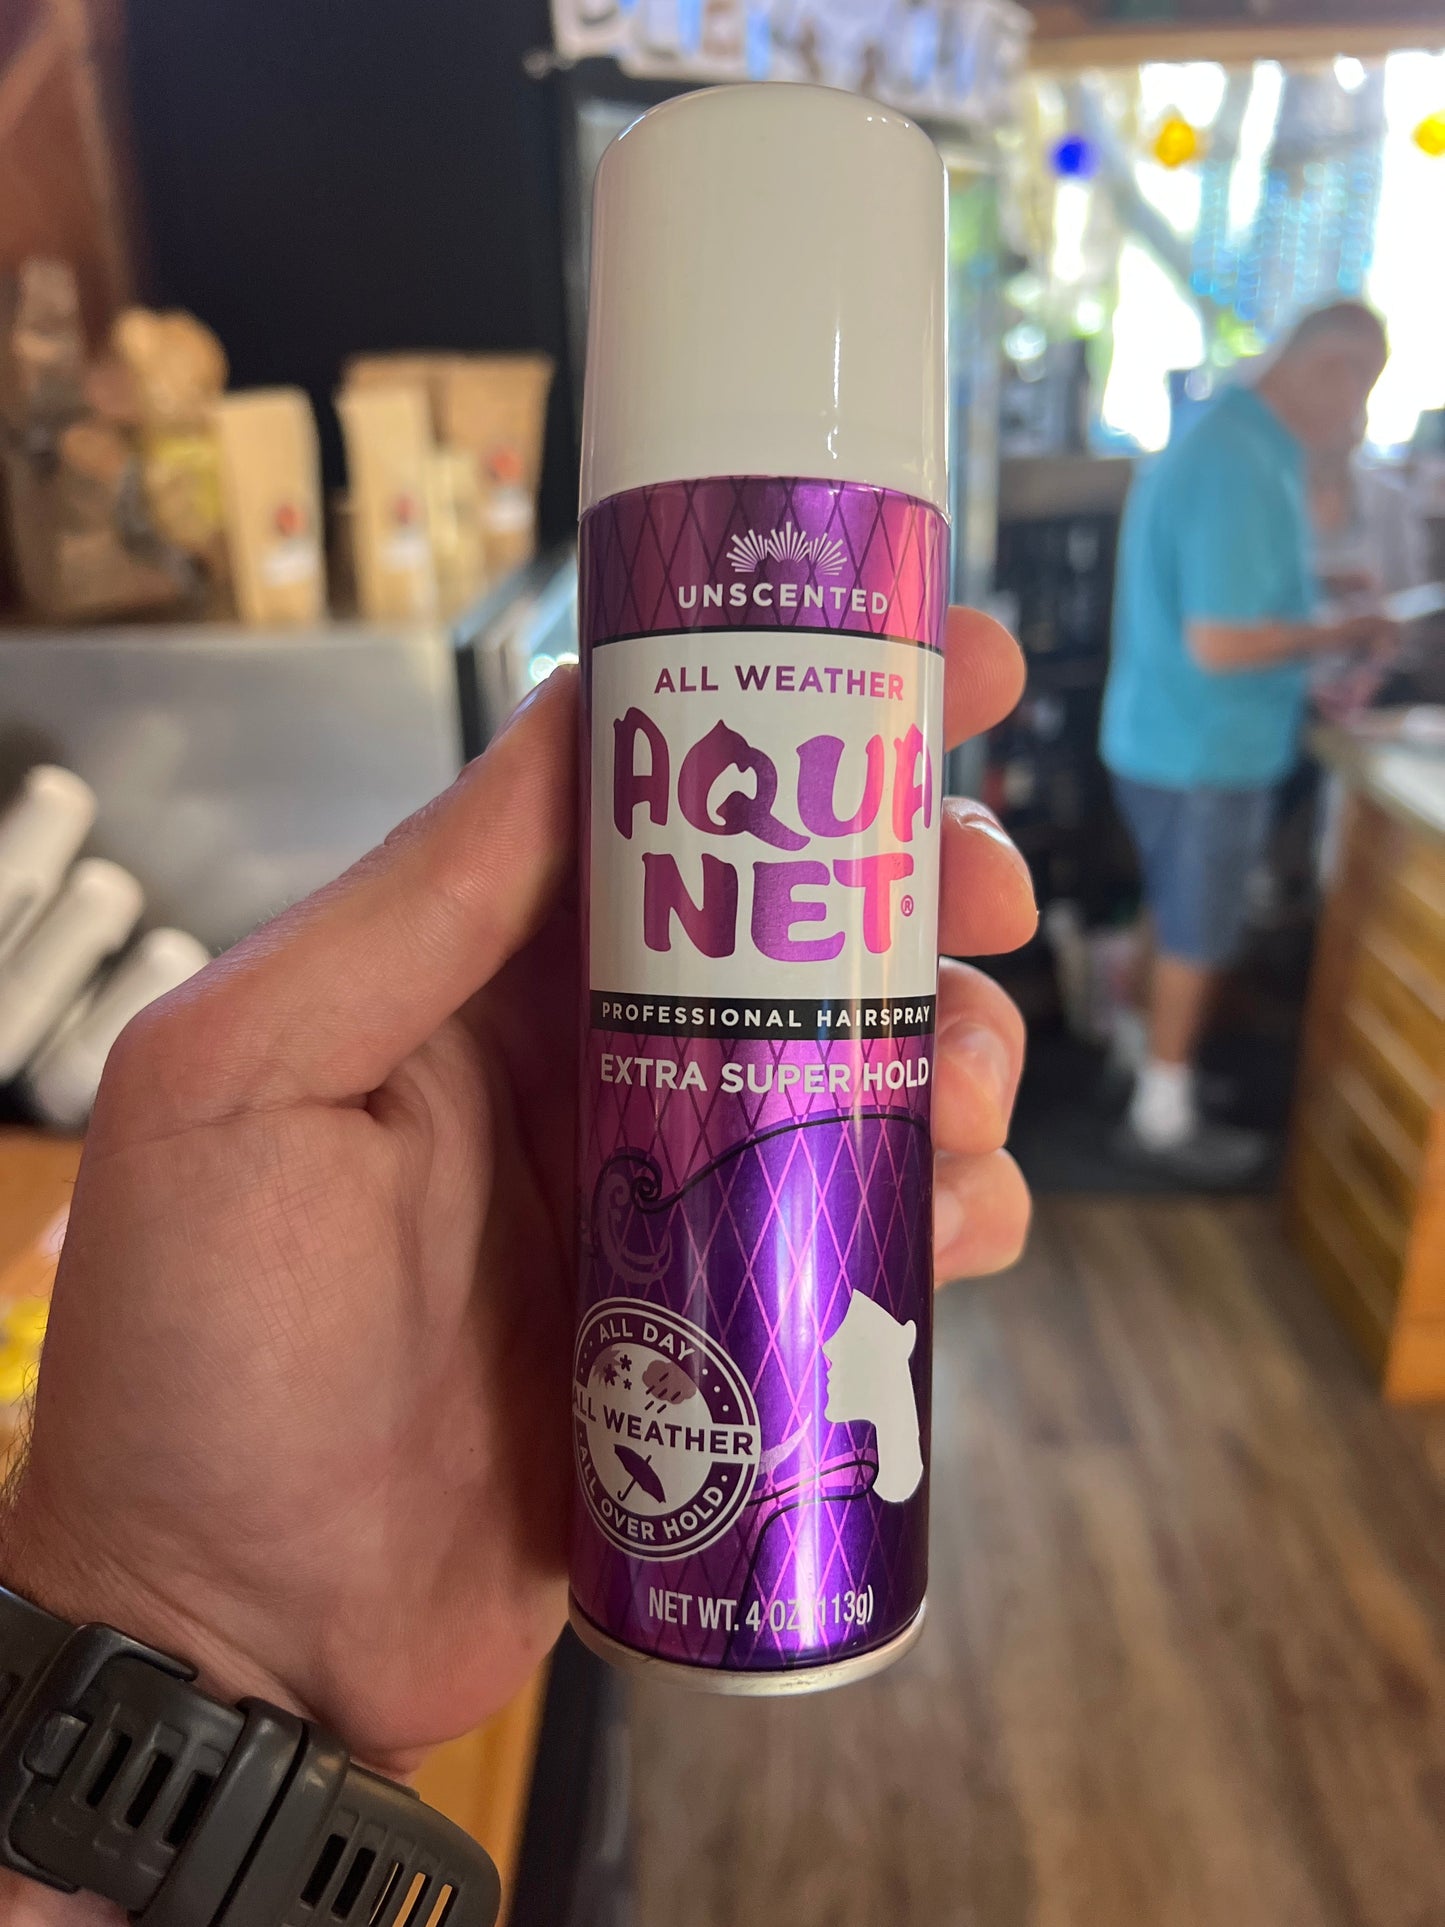 UNSCENTED
ALL WEATHER
AQUA
NET®
PROFESSIONAL HAIRSPRAY
EXTRA SUPER HOLD
ALL DAY
ALL WEATHER
ALL OVER HOLD
NET WT. 4 OZ (113g)